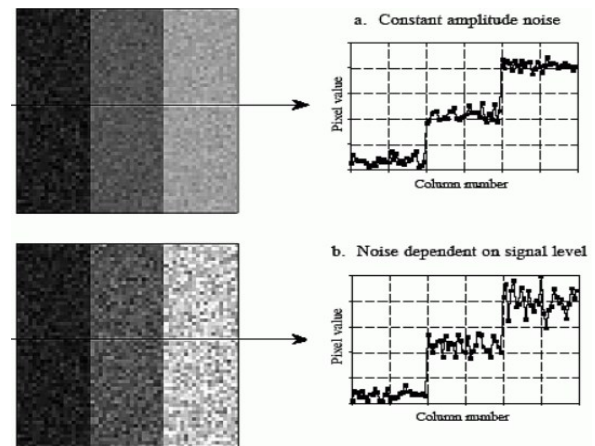 a. Constant amplitude noise
Pixel value
Column number
b. Noise dependent on signal level
Pixel value
Column number